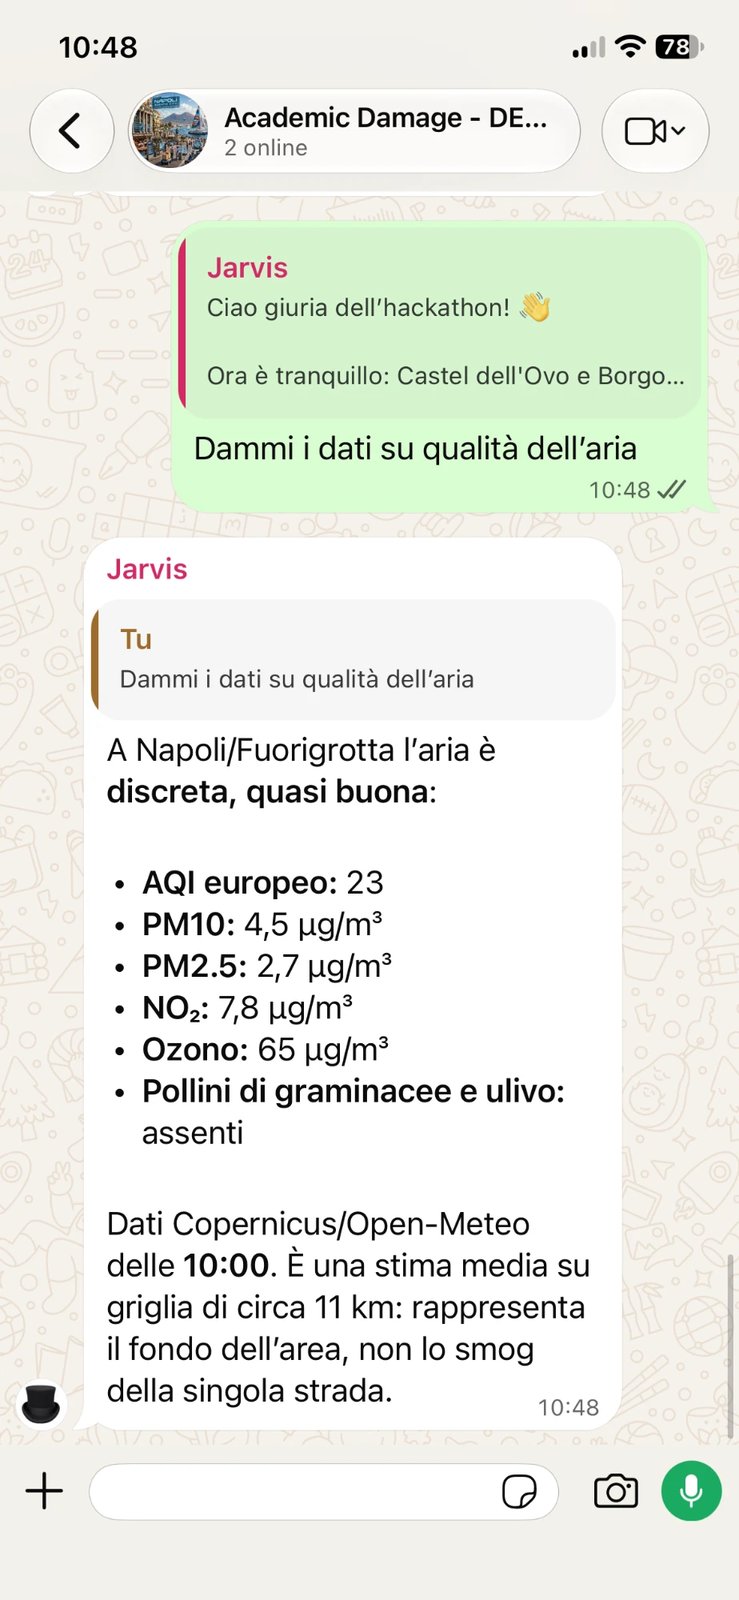 10:48
78
Academic Damage - DE...
2 online
Jarvis
Ciao giuria dell’hackathon! 👋
Ora è tranquillo: Castel dell'Ovo e Borgo...
Dammi i dati su qualità dell’aria
10:48
Jarvis
Tu
Dammi i dati su qualità dell’aria
A Napoli/Fuorigrotta l’aria è
discreta, quasi buona:
• AQI europeo: 23
• PM10: 4,5 µg/m³
• PM2.5: 2,7 µg/m³
• NO₂: 7,8 µg/m³
• Ozono: 65 µg/m³
• Pollini di graminacee e ulivo:
assenti
Dati Copernicus/Open-Meteo
delle 10:00. È una stima media su
griglia di circa 11 km: rappresenta
il fondo dell’area, non lo smog
della singola strada.
10:48